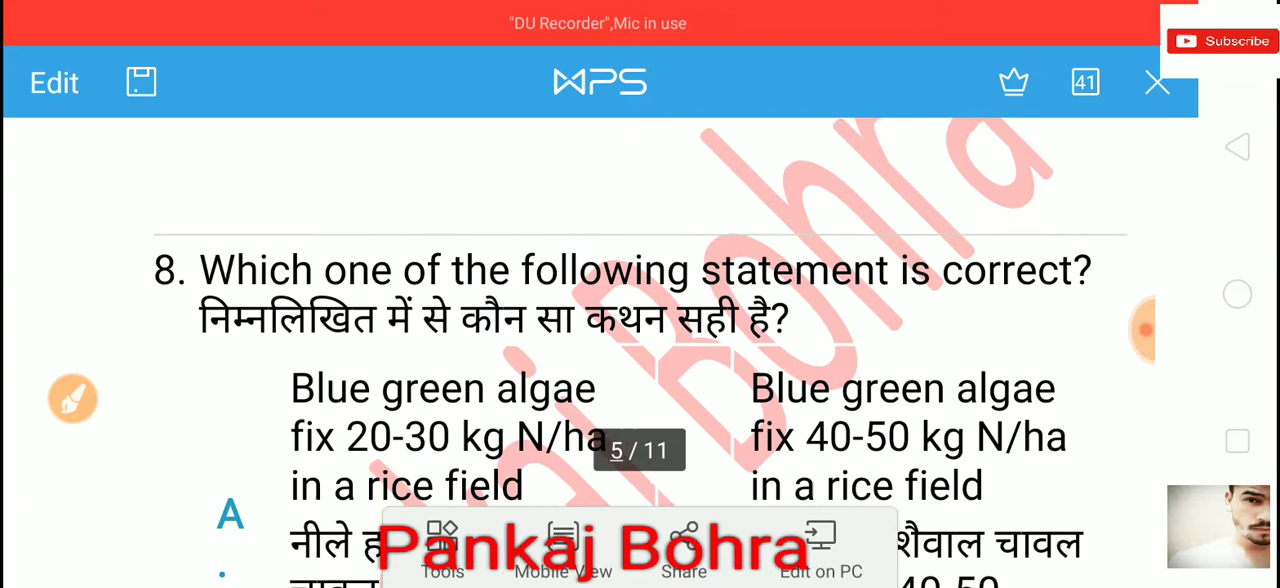 "DU Recorder",Mic in use
Subscribe
Edit
WPS
41
Bohra
8. Which one of the following statement is correct?
निम्नलिखित में से कौन सा कथन सही है?
Blue green algae
fix 20-30 kg N/ha
in a rice field
Blue green algae
fix 40-50 kg N/ha
in a rice field
5 / 11
A
नीले
शैवाल चावल
Pankaj Bohra
Tools
Mobile View
Share
Edit on PC